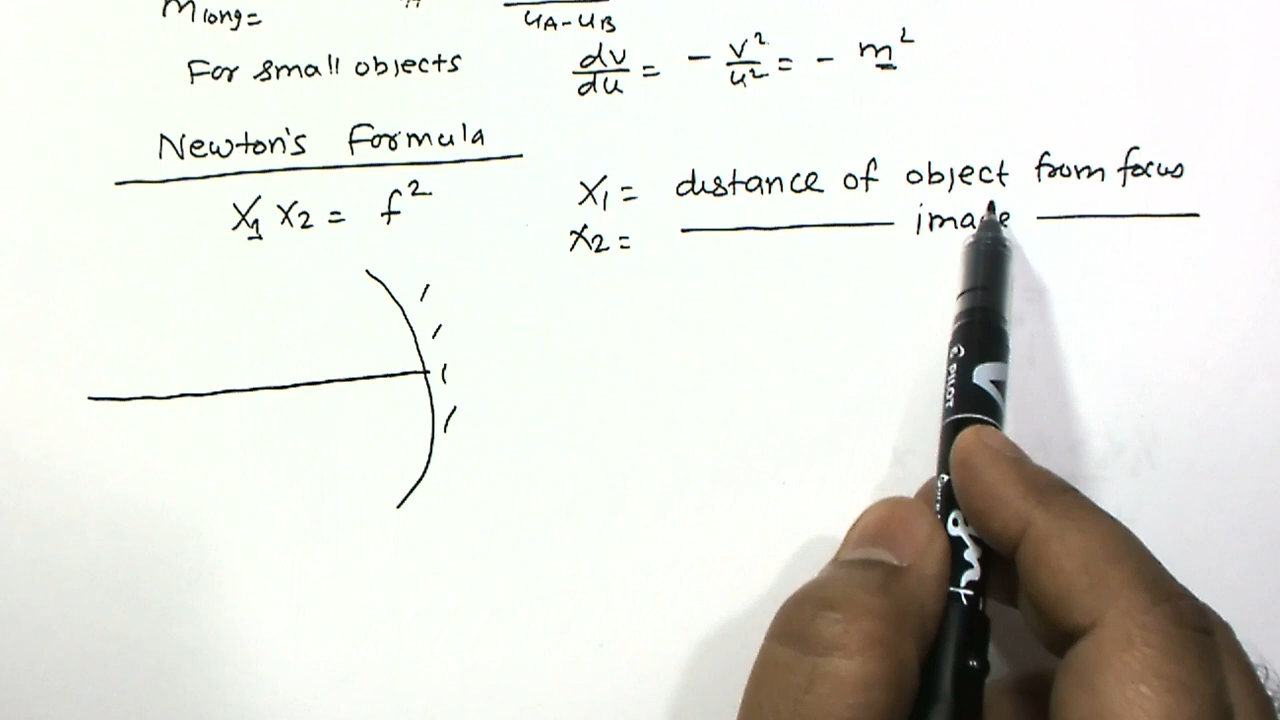 mlong=
uA-uB
For small objects dv/du = - v²/u² = - m²
Newton's Formula
X1 X2 = f²
X1 = distance of object from focus
X2 = image
PILOT